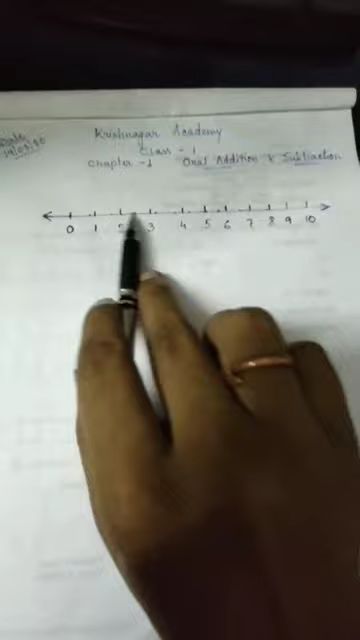 Date
Krishnagar Academy
Class - 1
Chapter - 1 Oral Addition & Subtraction
0 1 2 3 4 5 6 7 8 9 10